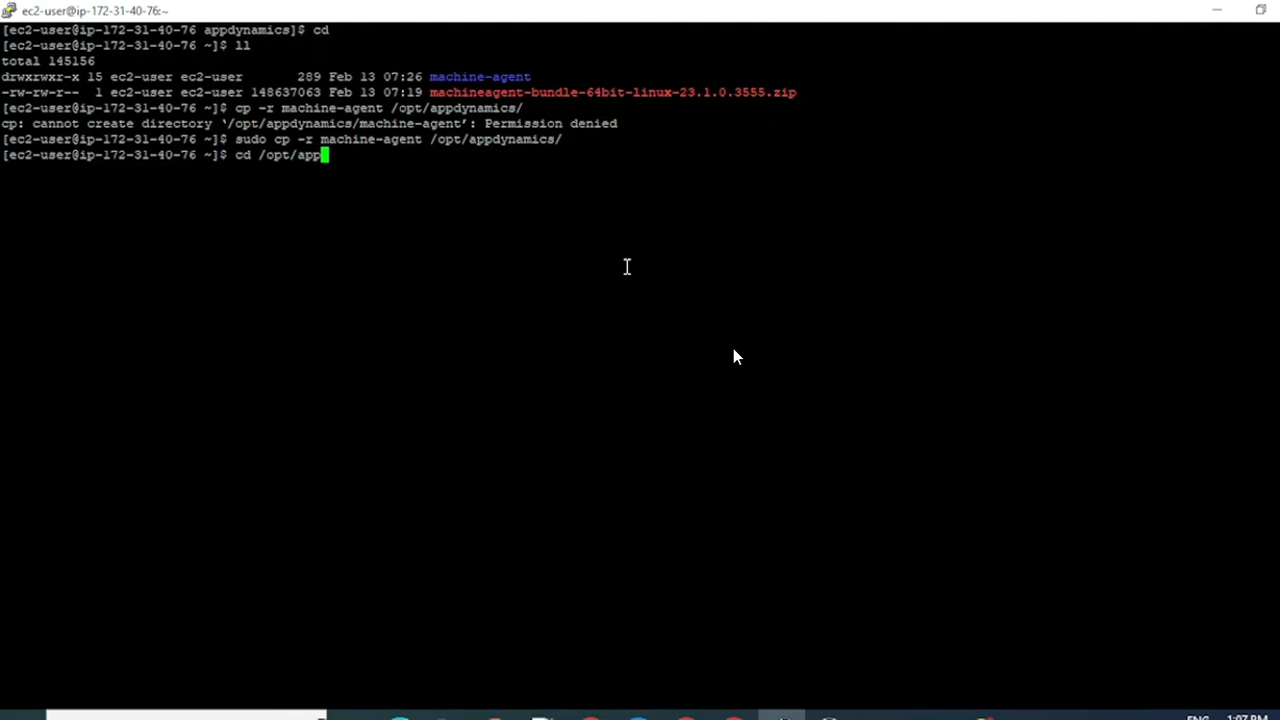 ec2-user@ip-172-31-40-76:~
[ec2-user@ip-172-31-40-76 appdynamics]$ cd
[ec2-user@ip-172-31-40-76 ~]$ ll
total 145156
drwxrwxr-x 15 ec2-user ec2-user       289 Feb 13 07:26 machine-agent
-rw-rw-r--  1 ec2-user ec2-user 148637063 Feb 13 07:19 machineagent-bundle-64bit-linux-23.1.0.3555.zip
[ec2-user@ip-172-31-40-76 ~]$ cp -r machine-agent /opt/appdynamics/
cp: cannot create directory ‘/opt/appdynamics/machine-agent’: Permission denied
[ec2-user@ip-172-31-40-76 ~]$ sudo cp -r machine-agent /opt/appdynamics/
[ec2-user@ip-172-31-40-76 ~]$ cd /opt/app
ENG 1:07 PM